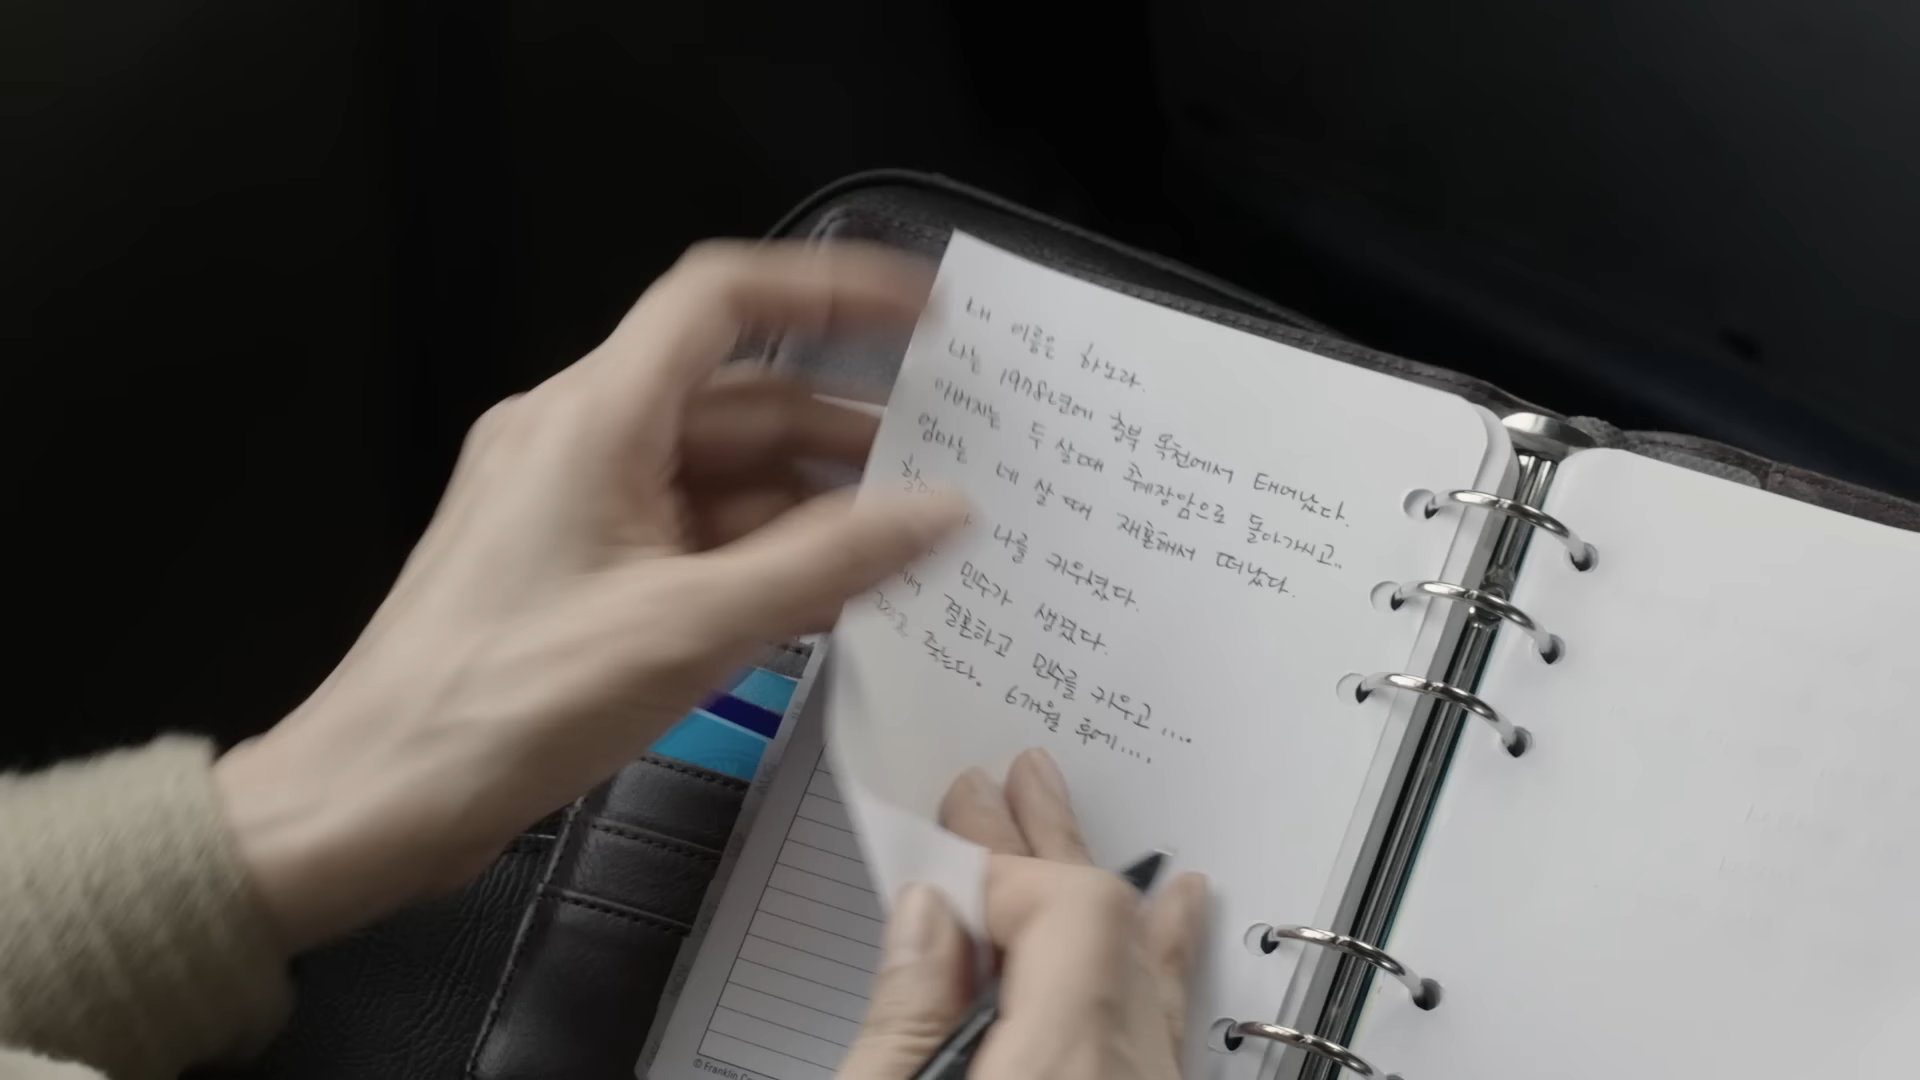 내 이름은 하보라.
나는 1978년에 충북 옥천에서 태어났다.
아버지는 두 살때 췌장암으로 돌아가시고..
엄마는 네 살 때 재혼해서 떠났다.
나를 키우셨다.
민수가 생겼다.
결혼하고 민수를 키우고....
죽는다. 6개월 후에....
© Franklin